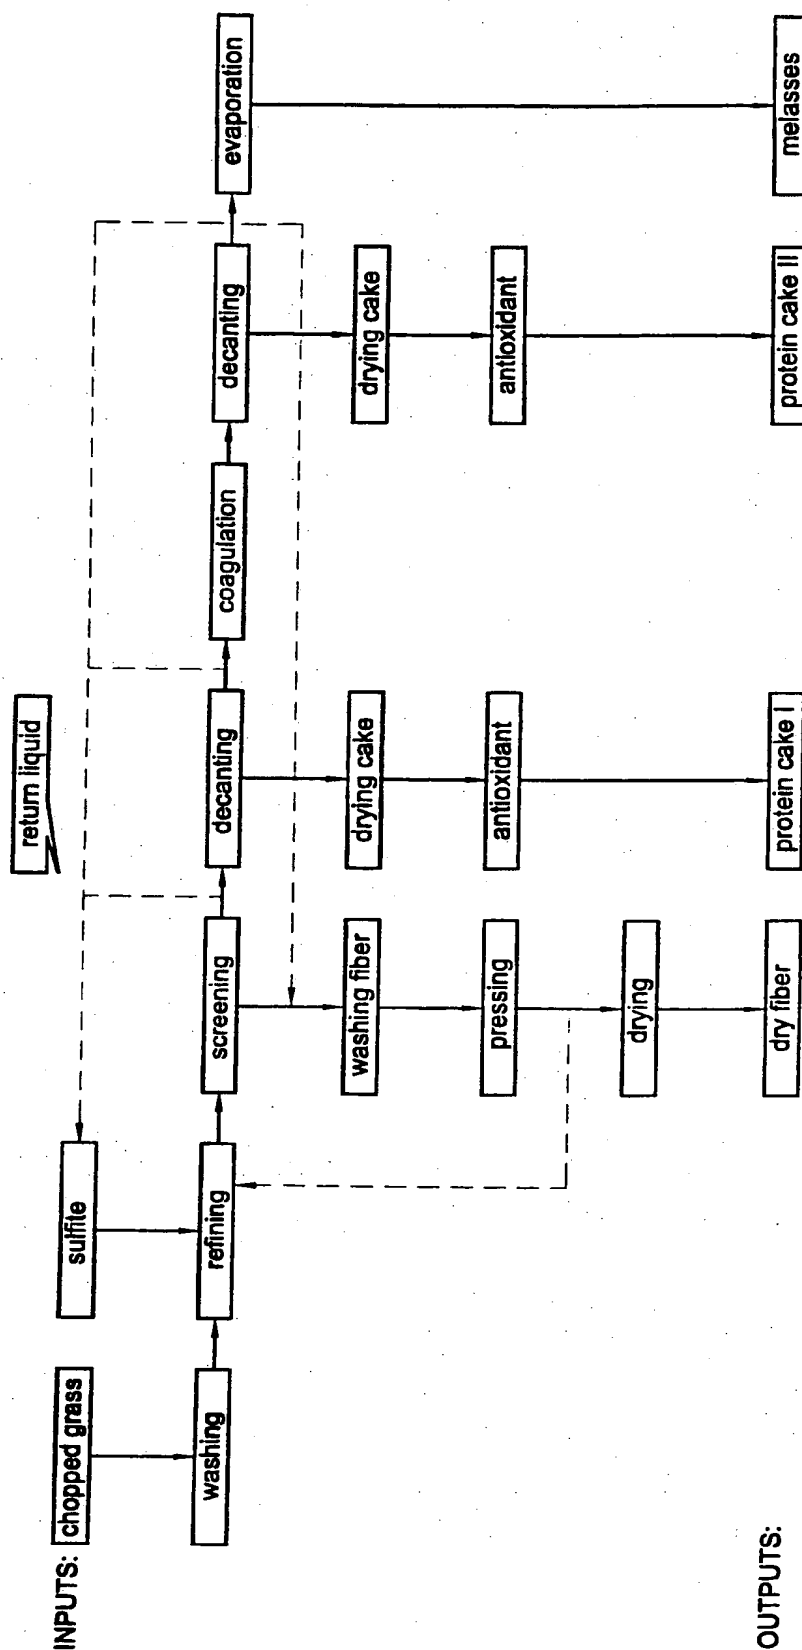 return liquid
INPUTS:
chopped grass
sulfite
washing
refining
screening
decanting
coagulation
decanting
evaporation
washing fiber
drying cake
drying cake
pressing
antioxidant
antioxidant
drying
OUTPUTS:
dry fiber
protein cake I
protein cake II
melasses